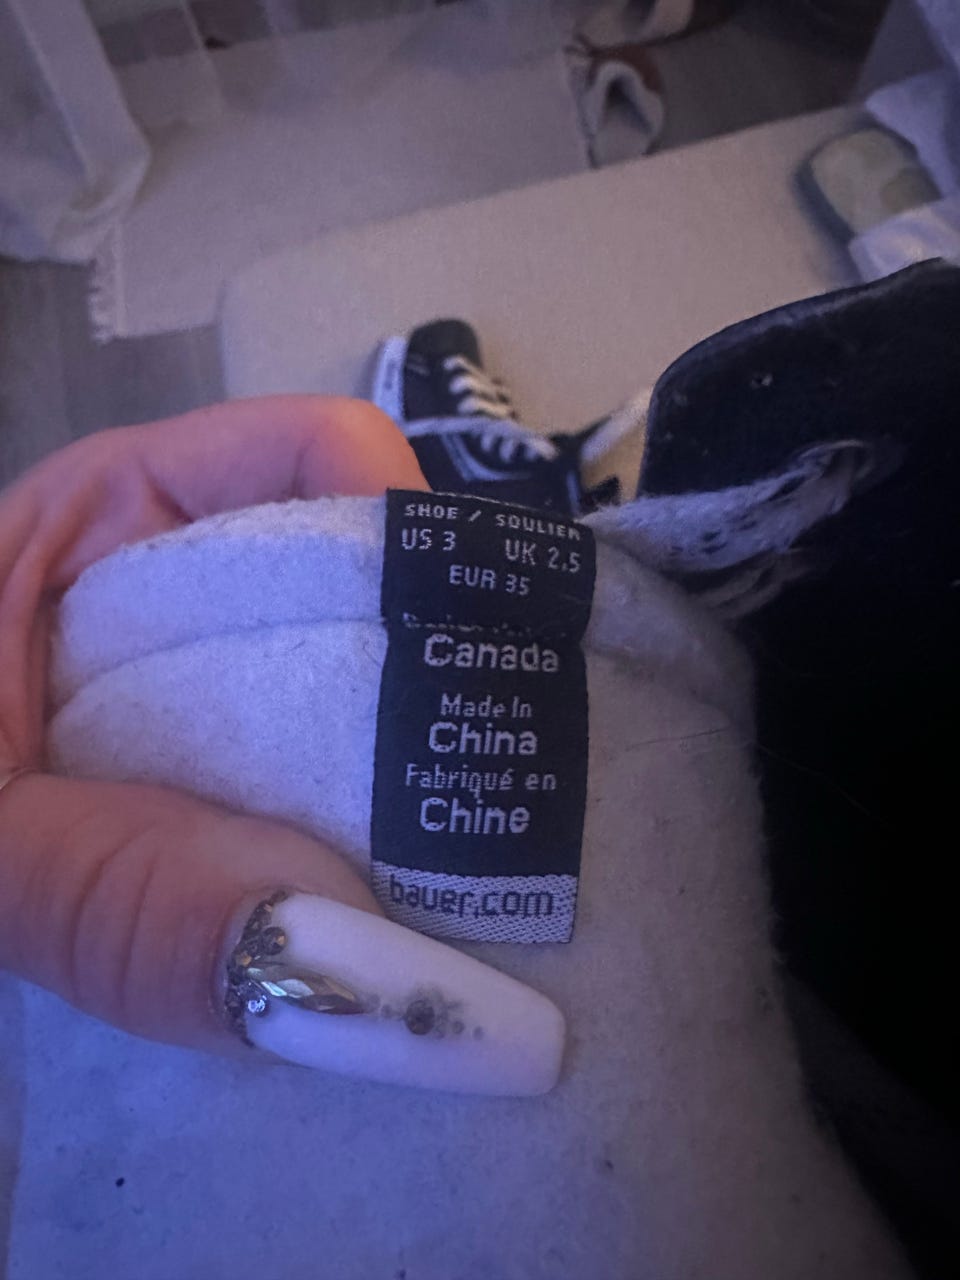 SHOE / SOULIER
US 3 UK 2.5
EUR 35
Canada
Made In
China
Fabriqué en
Chine
bauer.com